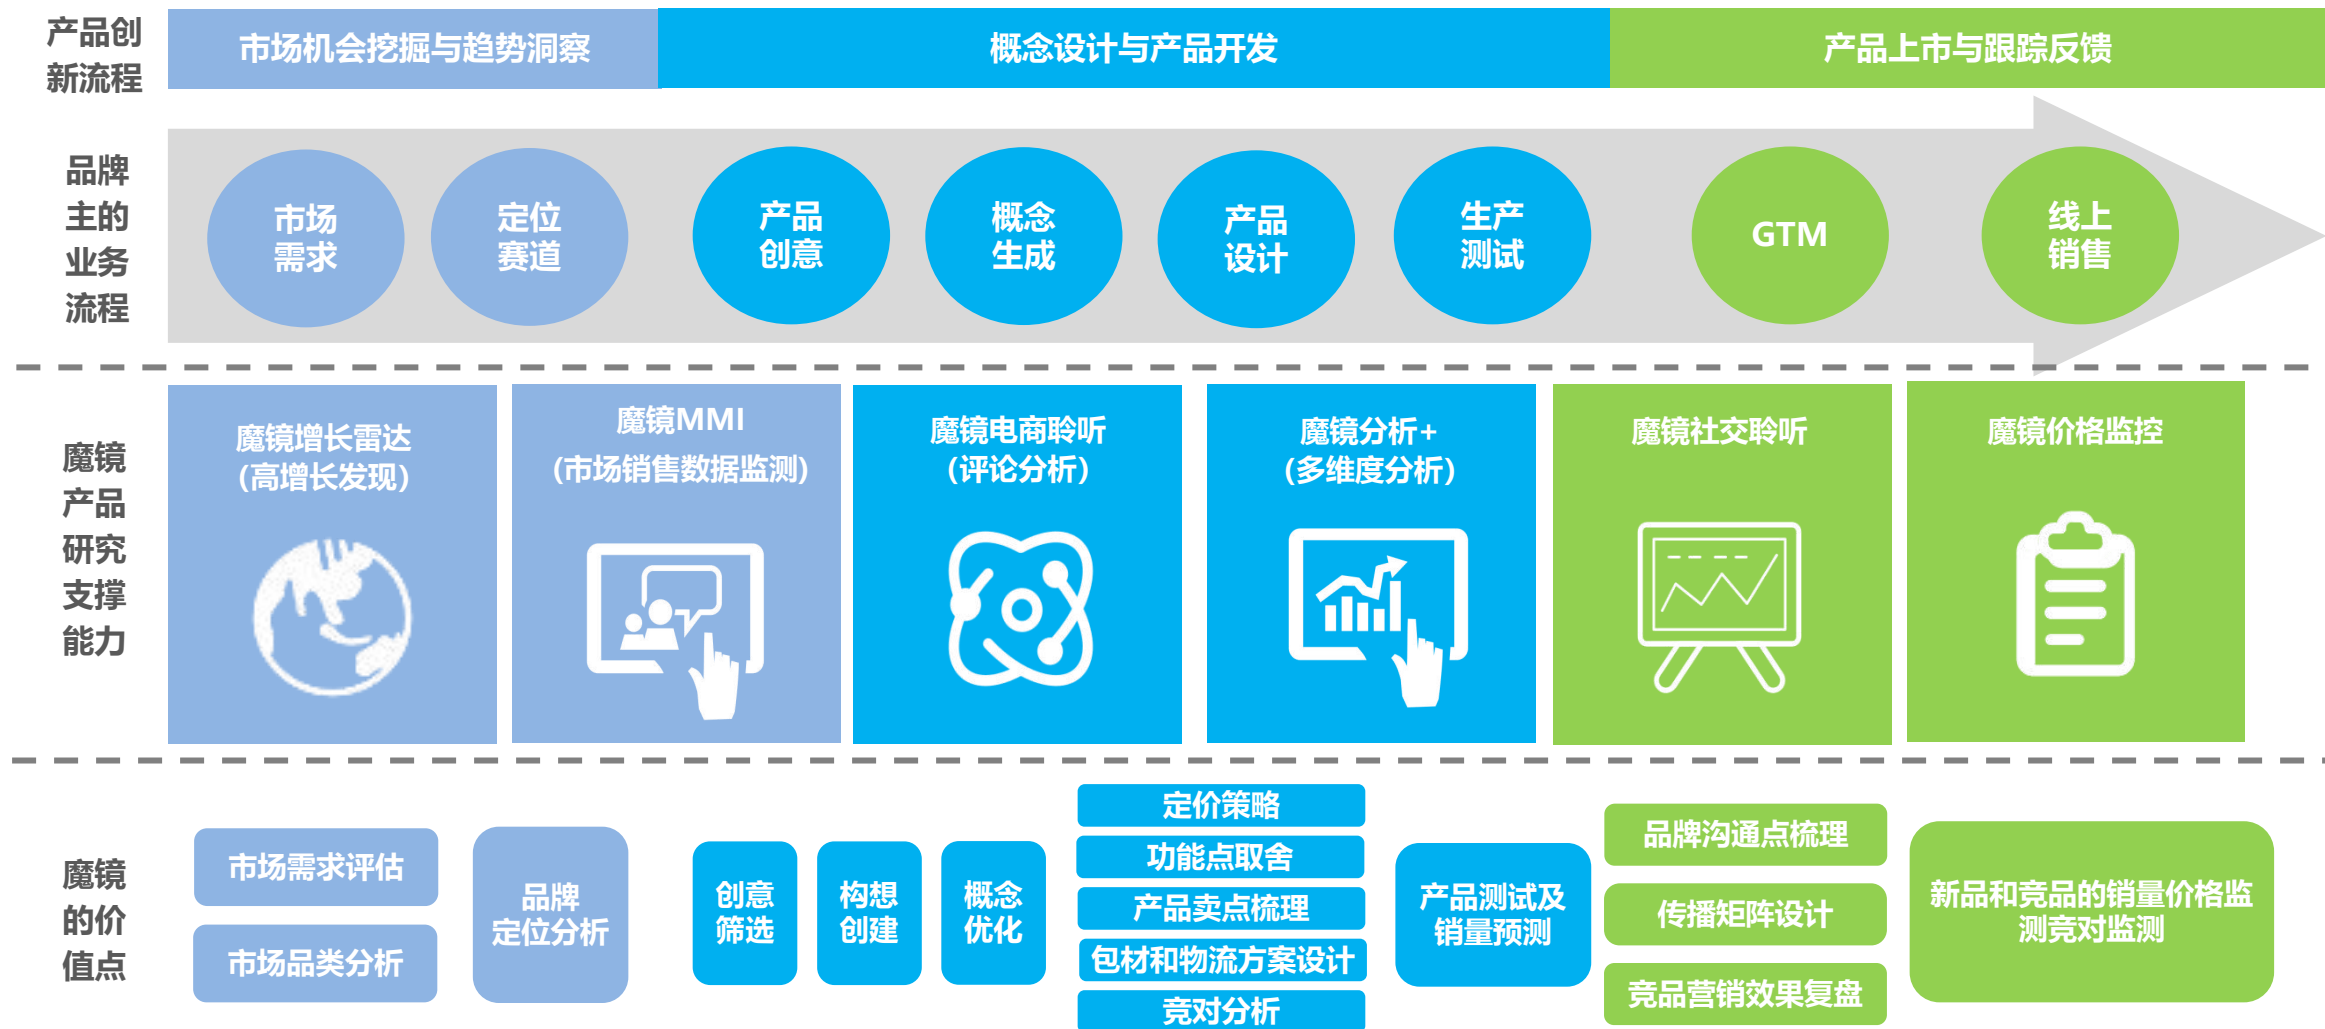 产品创
新流程
市场机会挖掘与趋势洞察
概念设计与产品开发
产品上市与跟踪反馈
品牌
主的
业务
流程
市场
需求
定位
赛道
产品
创意
概念
生成
产品
设计
生产
测试
GTM
线上
销售
魔镜
产品
研究
支撑
能力
魔镜增长雷达
(高增长发现)
魔镜MMI
(市场销售数据监测)
魔镜电商聆听
(评论分析)
魔镜分析+
(多维度分析)
魔镜社交聆听
魔镜价格监控
魔镜
的价
值点
市场需求评估
市场品类分析
品牌
定位分析
创意
筛选
构想
创建
概念
优化
定价策略
功能点取舍
产品卖点梳理
包材和物流方案设计
竞对分析
产品测试及
销量预测
品牌沟通点梳理
传播矩阵设计
竞品营销效果复盘
新品和竞品的销量价格监
测竞对监测